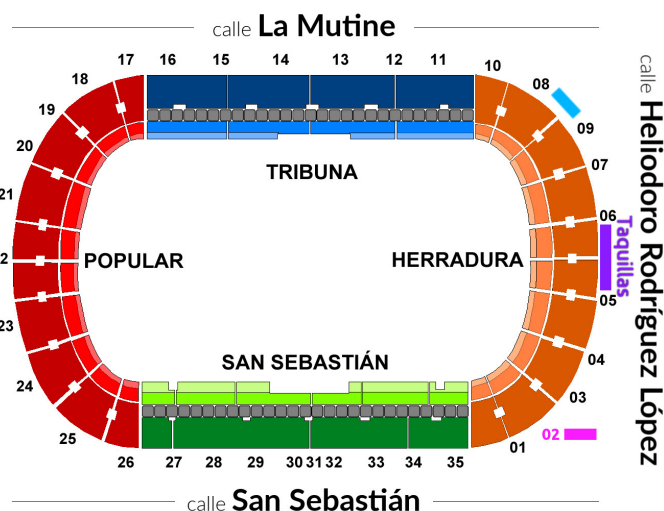 calle La Mutine
17 16 15 14 13 12 11 10
18 08
19 09
20 07
21 06
TRIBUNA
2 POPULAR HERRADURA
Taquillas
calle Heliodoro Rodríguez López
05
23
SAN SEBASTIÁN
04
24 03
25 02
01
26 27 28 29 30 31 32 33 34 35
calle San Sebastián